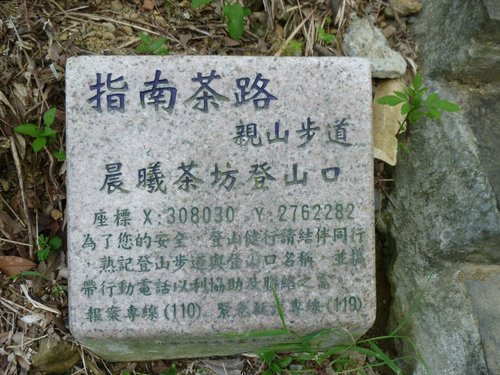 指南茶路
親山步道
晨曦茶坊登山口
座標 X:308030 Y:2762282
為了您的安全,登山健行請結伴同行
熟記登山步道與登山口名稱,並攜
帶行動電話以利協助及聯絡之需
報案專線(110) 緊急救護專線(119)